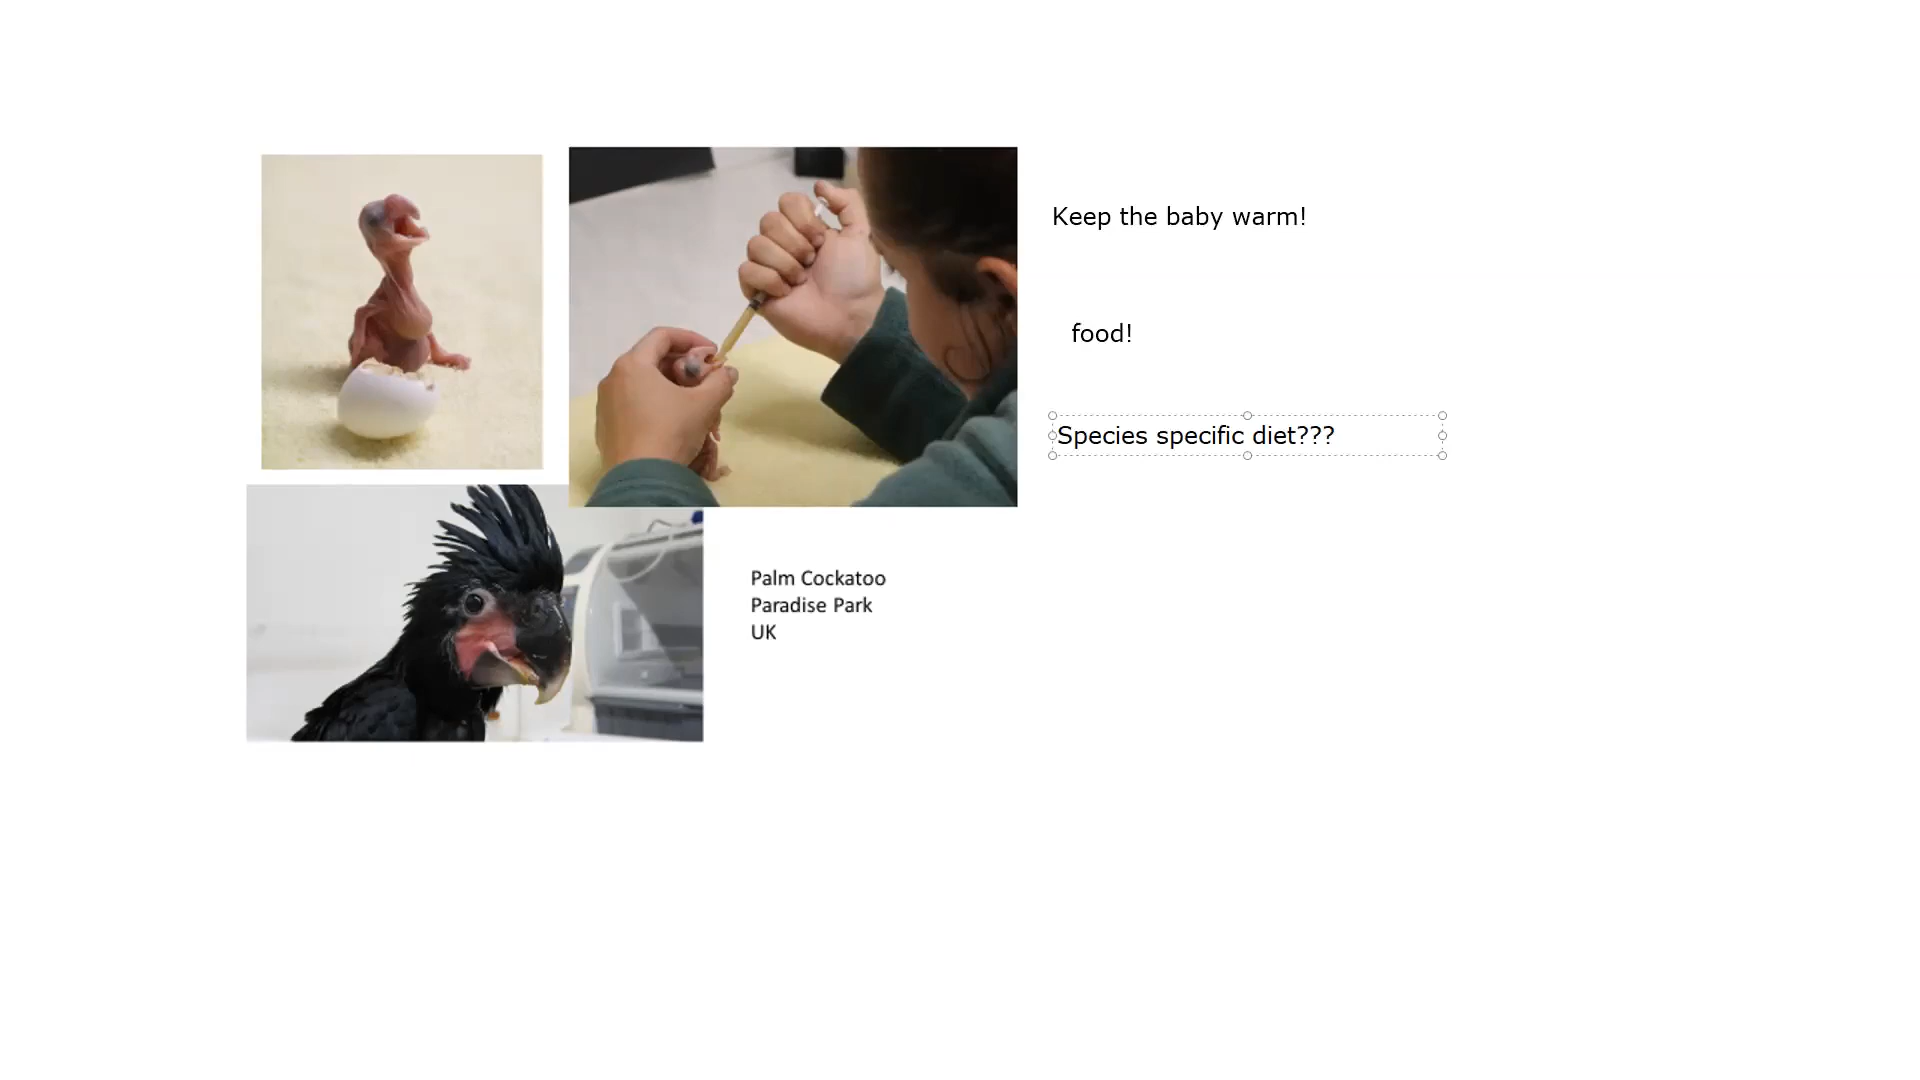 Keep the baby warm!
food!
Species specific diet???
Palm Cockatoo
Paradise Park
UK